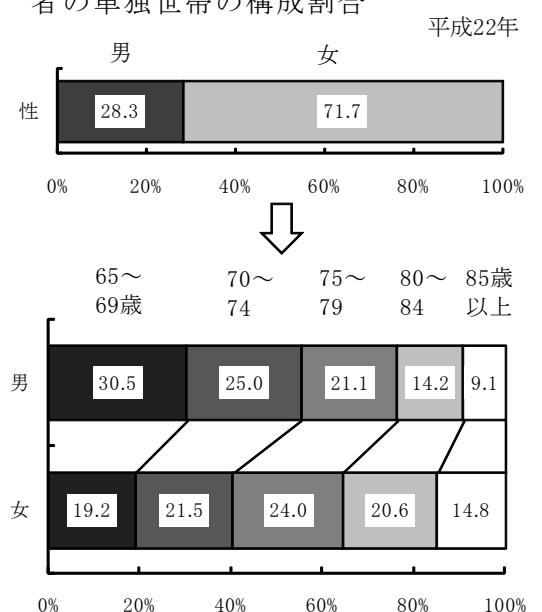 者の単独世帯の構成割合
平成22年
男 女
性 28.3 71.7
0% 20% 40% 60% 80% 100%
65～ 70～ 75～ 80～ 85歳
69歳 74 79 84 以上
男 30.5 25.0 21.1 14.2 9.1
女 19.2 21.5 24.0 20.6 14.8
0% 20% 40% 60% 80% 100%